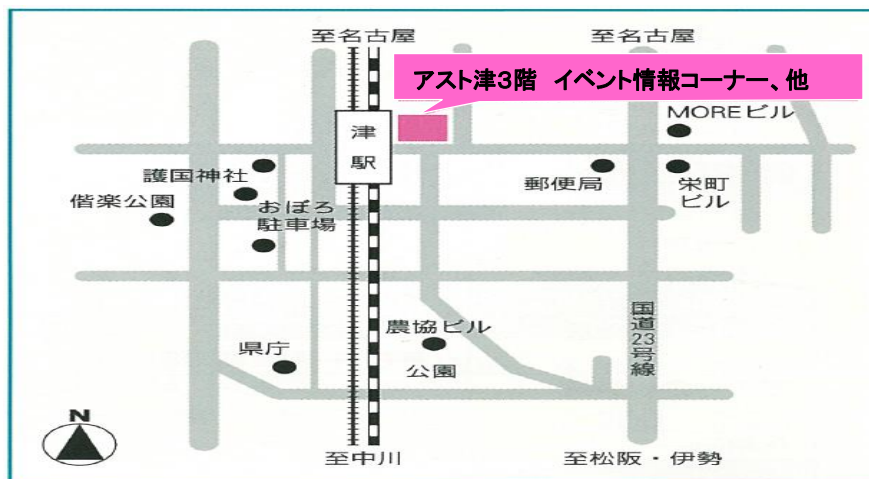 至名古屋
至名古屋
アスト津3階　イベント情報コーナー、他
MOREビル
津
駅
護国神社
郵便局
栄町
ビル
偕楽公園
おぼろ
駐車場
国道23号線
農協ビル
県庁
公園
N
至中川
至松阪・伊勢